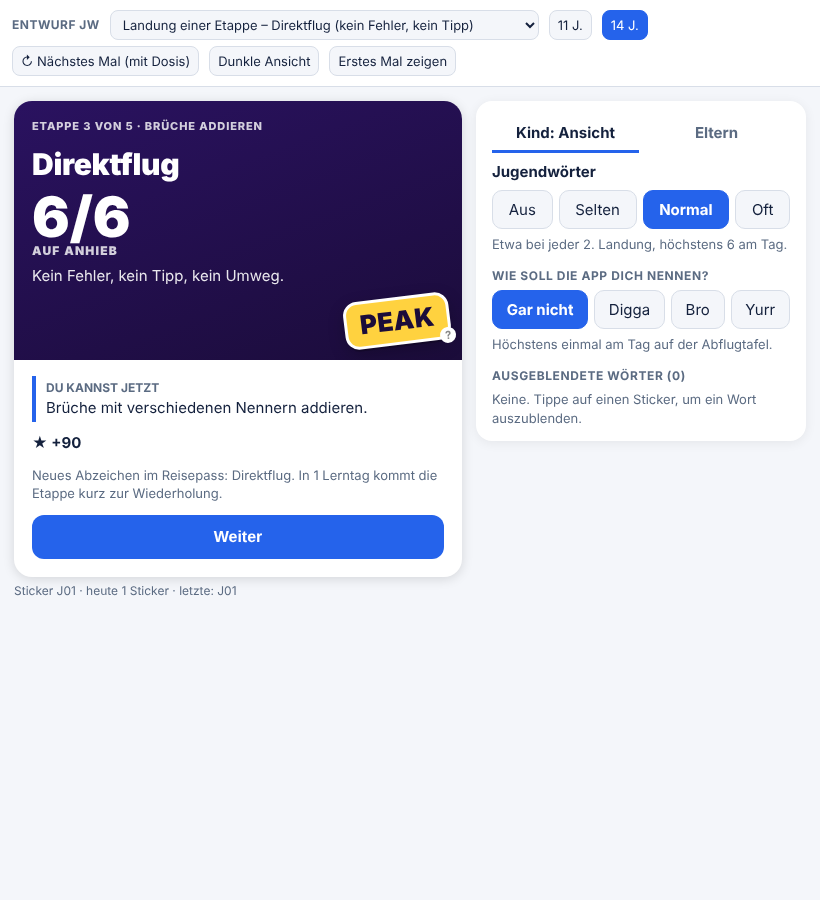 ENTWURF JW
Landung einer Etappe – Direktflug (kein Fehler, kein Tipp)
11 J.
14 J.
↻ Nächstes Mal (mit Dosis)
Dunkle Ansicht
Erstes Mal zeigen
ETAPPE 3 VON 5 · BRÜCHE ADDIEREN
Direktflug
6/6
AUF ANHIEB
Kein Fehler, kein Tipp, kein Umweg.
PEAK
?
DU KANNST JETZT
Brüche mit verschiedenen Nennern addieren.
★ +90
Neues Abzeichen im Reisepass: Direktflug. In 1 Lerntag kommt die
Etappe kurz zur Wiederholung.
Weiter
Sticker J01 · heute 1 Sticker · letzte: J01
Kind: Ansicht
Eltern
Jugendwörter
Aus
Selten
Normal
Oft
Etwa bei jeder 2. Landung, höchstens 6 am Tag.
WIE SOLL DIE APP DICH NENNEN?
Gar nicht
Digga
Bro
Yurr
Höchstens einmal am Tag auf der Abflugtafel.
AUSGEBLENDETE WÖRTER (0)
Keine. Tippe auf einen Sticker, um ein Wort
auszublenden.